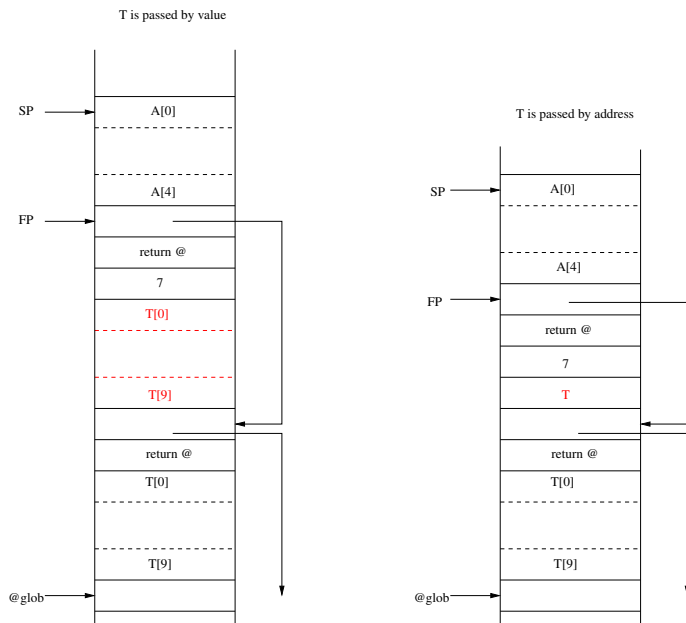 T is passed by value
SP
A[0]
A[4]
FP
return @
7
T[0]
T[9]
return @
T[0]
T[9]
@glob
T is passed by address
SP
A[0]
A[4]
FP
return @
7
T
return @
T[0]
T[9]
@glob